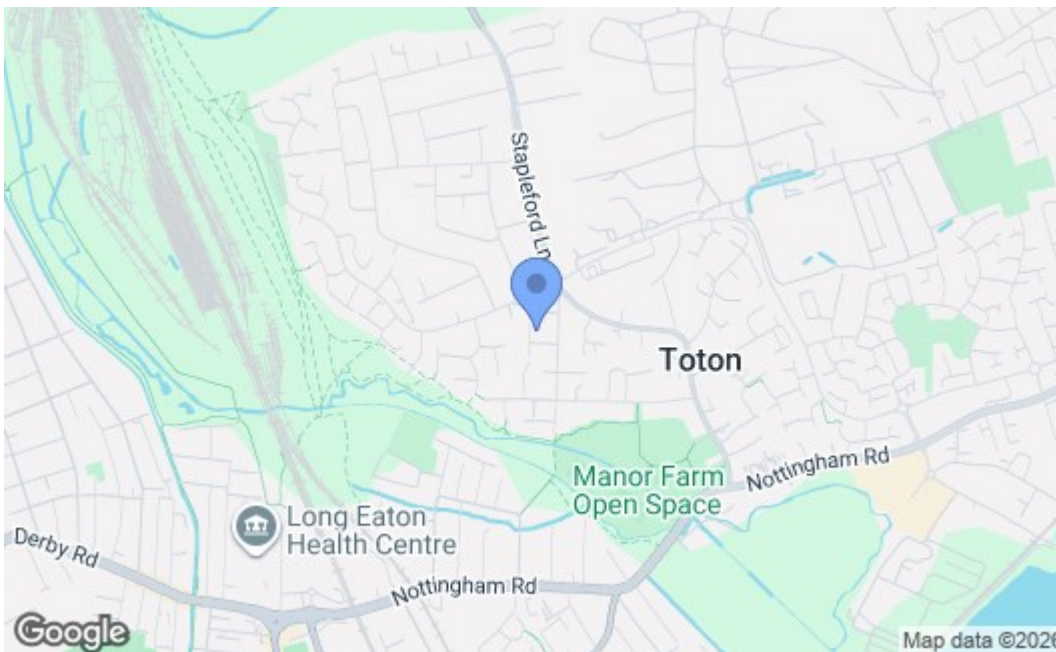 Stapleford Ln
Toton
Manor Farm
Open Space
Nottingham Rd
Long Eaton
Health Centre
Derby Rd
Nottingham Rd
Google
Map data ©2026